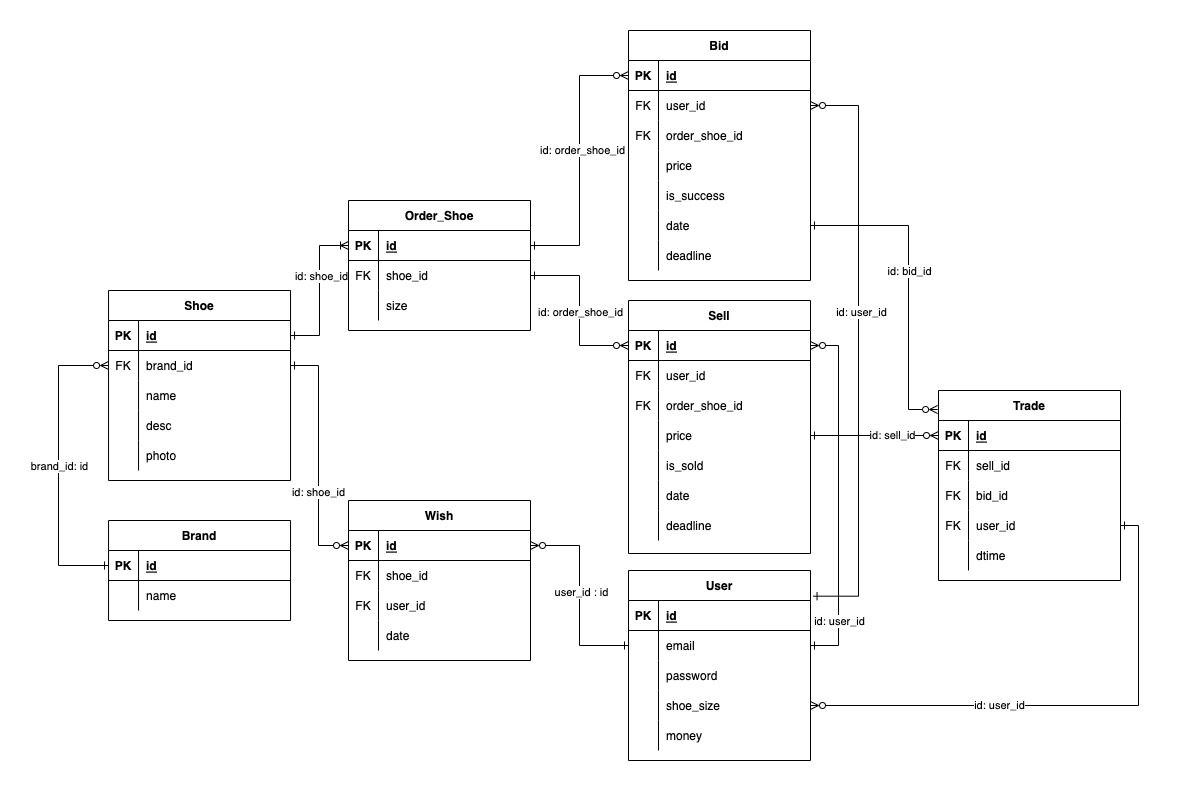 Bid
PK id
FK user_id
FK order_shoe_id
price
is_success
date
deadline
id: order_shoe_id
Order_Shoe
PK id
FK shoe_id
size
id: shoe_id
id: order_shoe_id
id: bid_id
id: user_id
Shoe
PK id
FK brand_id
name
desc
photo
brand_id: id
id: shoe_id
Brand
PK id
name
Wish
PK id
FK shoe_id
FK user_id
date
user_id : id
Sell
PK id
FK user_id
FK order_shoe_id
price
is_sold
date
deadline
id: sell_id
Trade
PK id
FK sell_id
FK bid_id
FK user_id
dtime
User
PK id
email
password
shoe_size
money
id: user_id
id: user_id